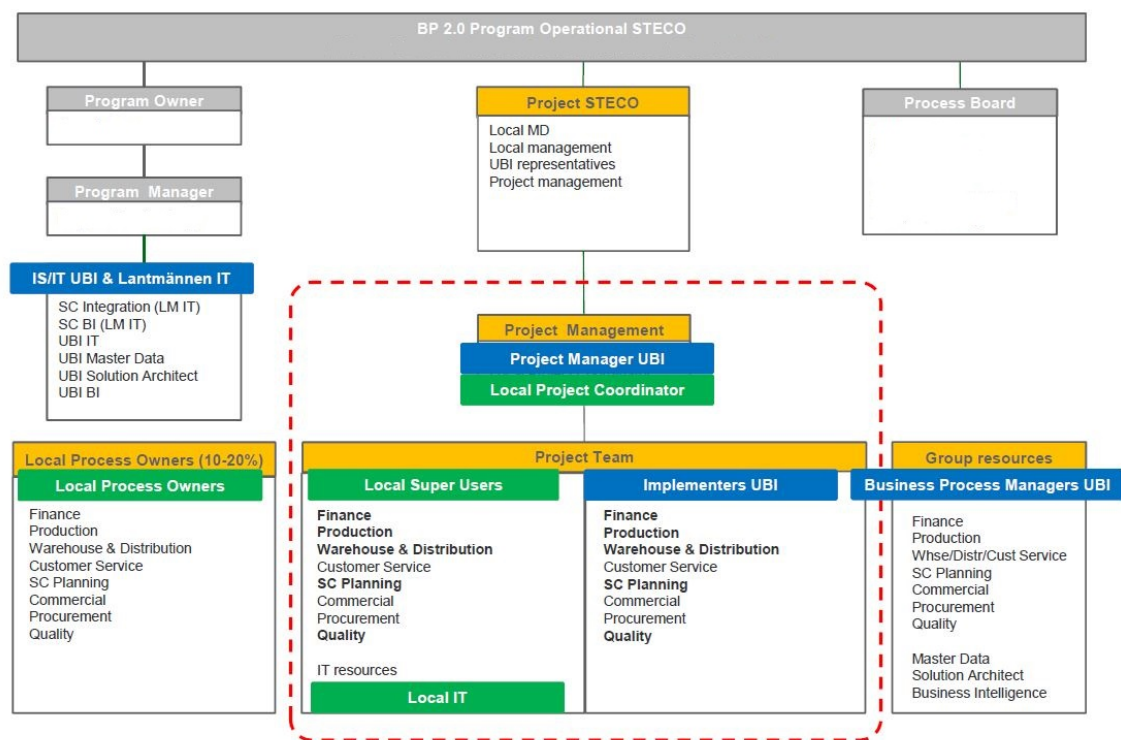 BP 2.0 Program Operational STECO
Program Owner
Program Manager
IS/IT UBI & Lantmännen IT
SC Integration (LM IT)
SC BI (LM IT)
UBI IT
UBI Master Data
UBI Solution Architect
UBI BI
Project STECO
Local MD
Local management
UBI representatives
Project management
Process Board
Project Management
Project Manager UBI
Local Project Coordinator
Local Process Owners (10-20%)
Local Process Owners
Finance
Production
Warehouse & Distribution
Customer Service
SC Planning
Commercial
Procurement
Quality
Project Team
Local Super Users
Finance
Production
Warehouse & Distribution
Customer Service
SC Planning
Commercial
Procurement
Quality
IT resources
Local IT
Implementers UBI
Finance
Production
Warehouse & Distribution
Customer Service
SC Planning
Commercial
Procurement
Quality
Group resources
Business Process Managers UBI
Finance
Production
Whse/Distr/Cust Service
SC Planning
Commercial
Procurement
Quality
Master Data
Solution Architect
Business Intelligence